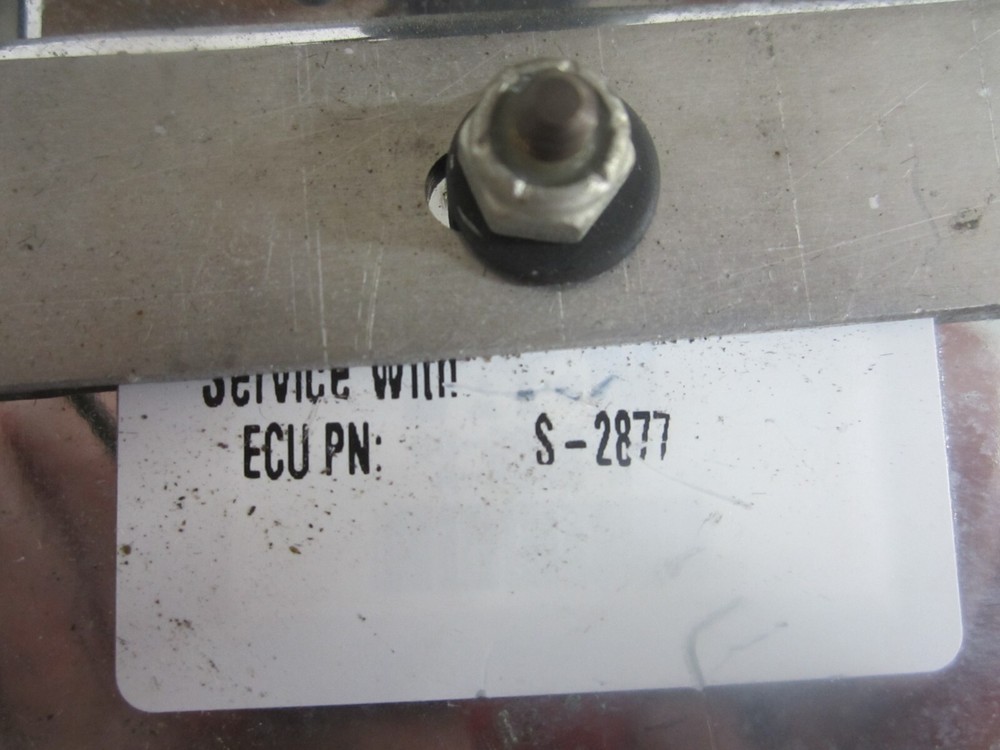 Service With
ECU PN: S-2877